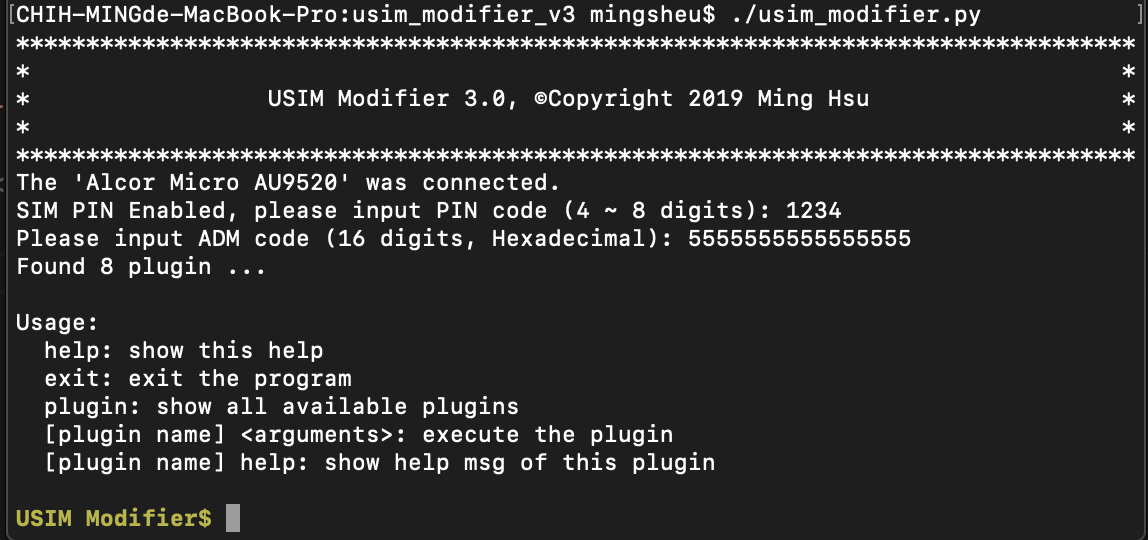 [CHIH-MINGde-MacBook-Pro:usim_modifier_v3 mingsheu$ ./usim_modifier.py ]
********************************************************************************
* *
* USIM Modifier 3.0, ©Copyright 2019 Ming Hsu *
* *
********************************************************************************
The 'Alcor Micro AU9520' was connected.
SIM PIN Enabled, please input PIN code (4 ~ 8 digits): 1234
Please input ADM code (16 digits, Hexadecimal): 5555555555555555
Found 8 plugin ...
Usage:
help: show this help
exit: exit the program
plugin: show all available plugins
[plugin name] <arguments>: execute the plugin
[plugin name] help: show help msg of this plugin
USIM Modifier$